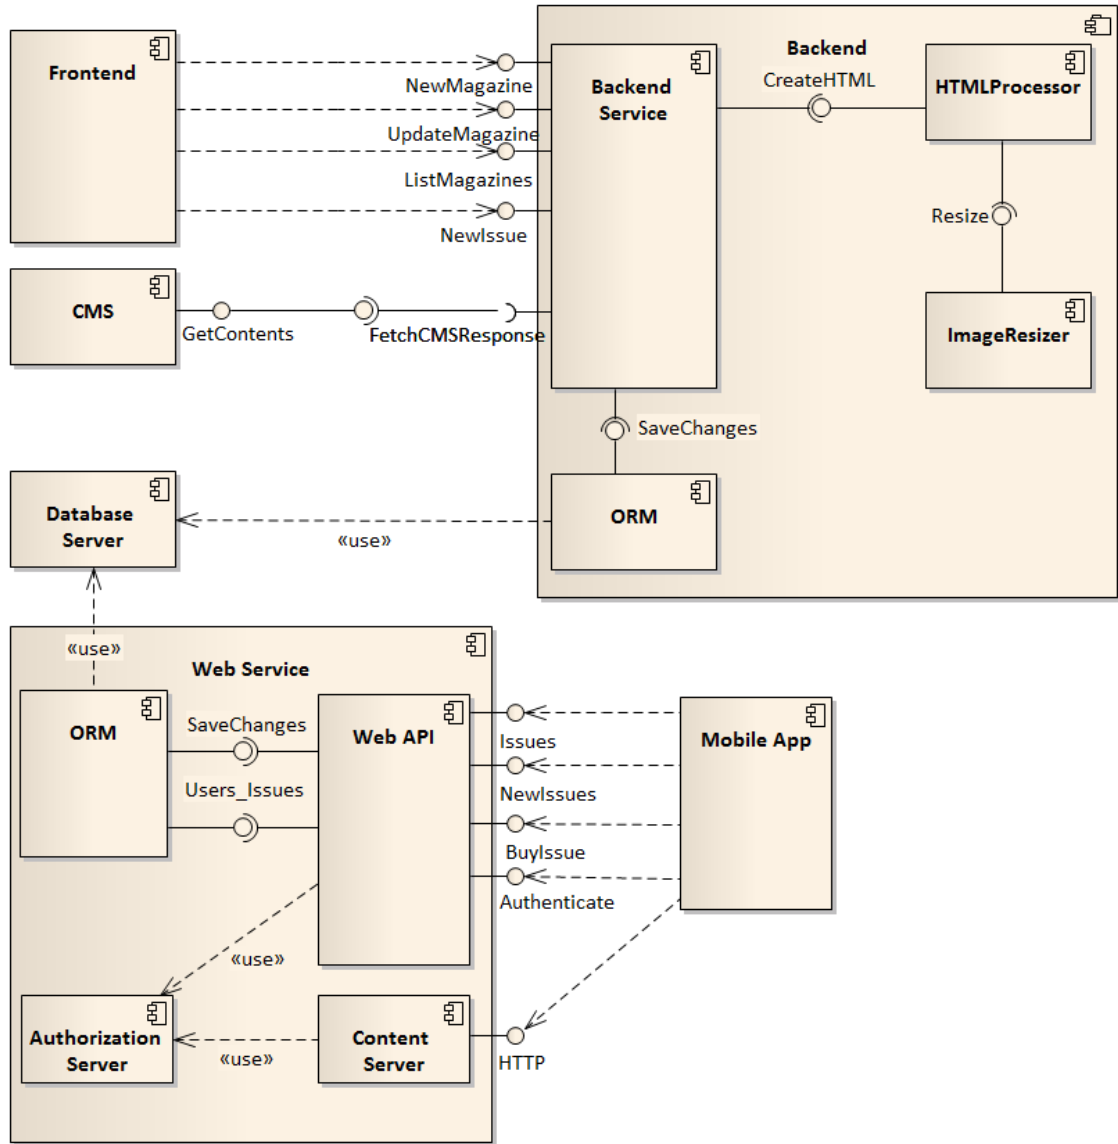 Frontend
NewMagazine
UpdateMagazine
ListMagazines
NewIssue
Backend
Backend
Service
CreateHTML
HTMLProcessor
Resize
ImageResizer
CMS
GetContents
FetchCMSResponse
SaveChanges
ORM
Database
Server
«use»
«use»
Web Service
ORM
SaveChanges
Users_Issues
Web API
Issues
NewIssues
BuyIssue
Authenticate
Mobile App
«use»
Authorization
Server
«use»
Content
Server
HTTP